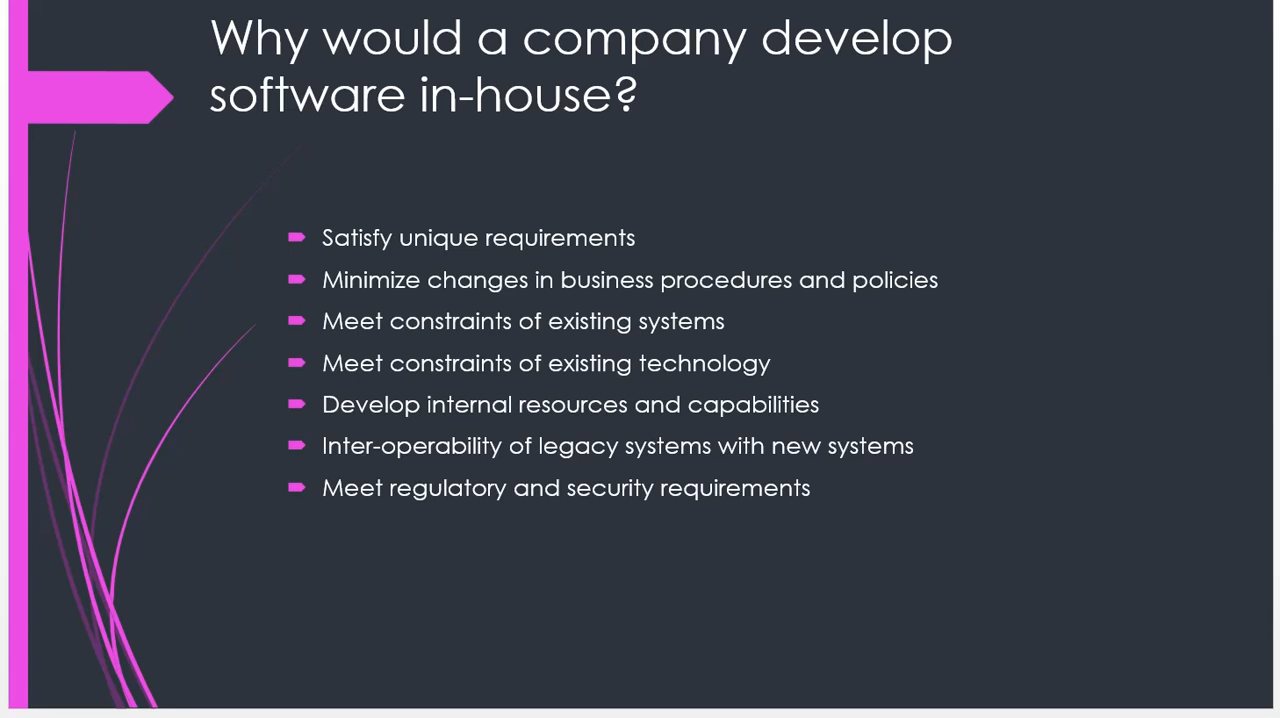 Why would a company develop
software in-house?
Satisfy unique requirements
Minimize changes in business procedures and policies
Meet constraints of existing systems
Meet constraints of existing technology
Develop internal resources and capabilities
Inter-operability of legacy systems with new systems
Meet regulatory and security requirements